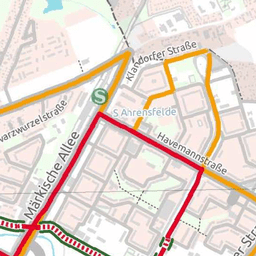 Klandorfer Straße
S
S Ahrensfelde
Havemannstraße
warzwurzelstraße
Märkische Allee